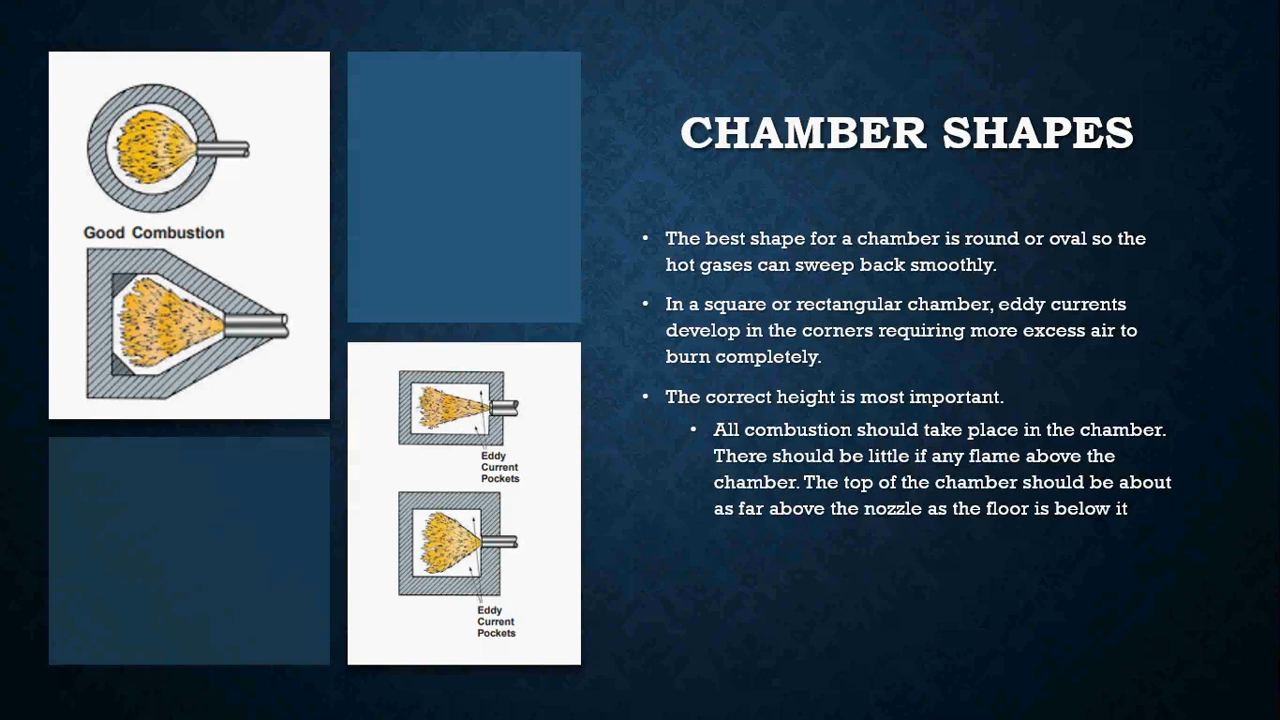 Good Combustion
Eddy
Current
Pockets
Eddy
Current
Pockets
CHAMBER SHAPES
• The best shape for a chamber is round or oval so the
hot gases can sweep back smoothly.
• In a square or rectangular chamber, eddy currents
develop in the corners requiring more excess air to
burn completely.
• The correct height is most important.
• All combustion should take place in the chamber.
There should be little if any flame above the
chamber. The top of the chamber should be about
as far above the nozzle as the floor is below it